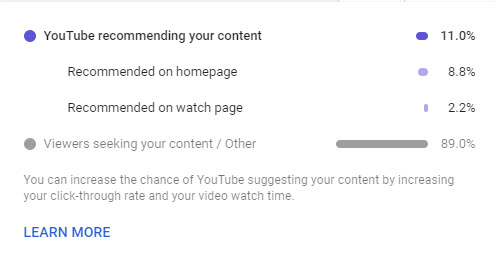 YouTube recommending your content 11.0%
Recommended on homepage 8.8%
Recommended on watch page 2.2%
Viewers seeking your content / Other 89.0%
You can increase the chance of YouTube suggesting your content by increasing
your click-through rate and your video watch time.
LEARN MORE